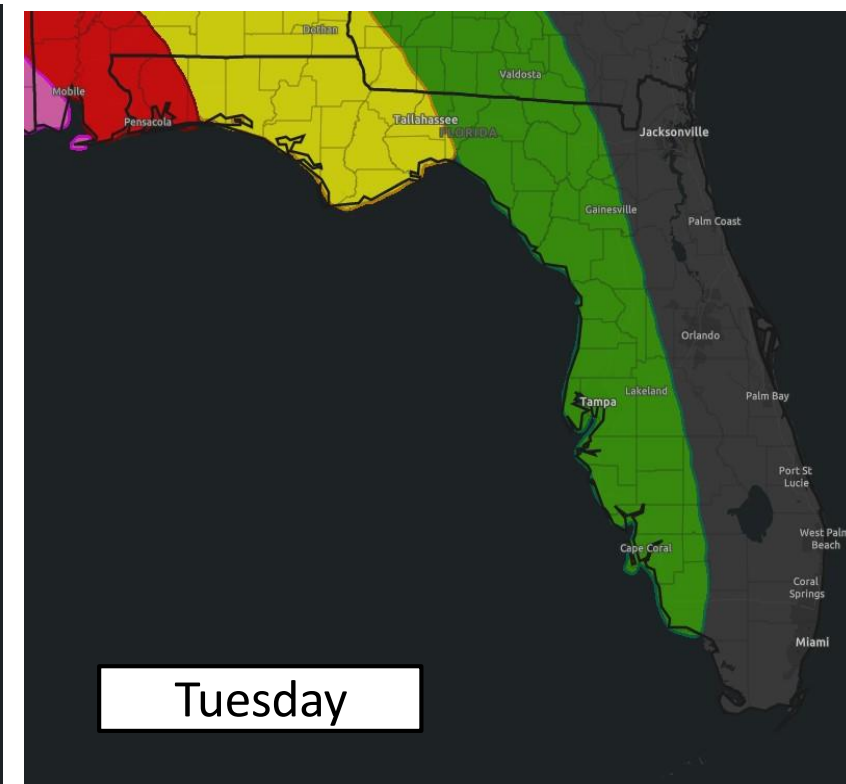 Dothan
Valdosta
Mobile
Pensacola
Tallahassee
FLORIDA
Jacksonville
Gainesville
Palm Coast
Orlando
Lakeland
Tampa
Palm Bay
Port St
Lucie
West Palm
Beach
Cape Coral
Coral
Springs
Miami
Tuesday